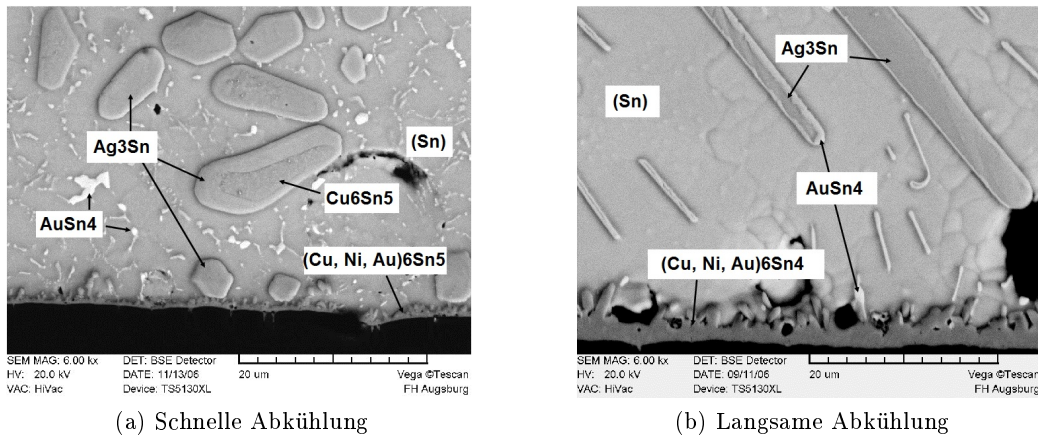 Ag3Sn
(Sn)
Cu6Sn5
AuSn4
(Cu, Ni, Au)6Sn5
SEM MAG: 6.00 kx
DET: BSE Detector
HV: 20.0 kV
DATE: 11/13/06
20 um
Vega ©Tescan
VAC: HiVac
Device: TS5130XL
FH Augsburg
(a) Schnelle Abkühlung
Ag3Sn
(Sn)
AuSn4
(Cu, Ni, Au)6Sn4
SEM MAG: 6.00 kx
DET: BSE Detector
HV: 20.0 kV
DATE: 09/11/06
20 um
Vega ©Tescan
VAC: HiVac
Device: TS5130XL
FH Augsburg
(b) Langsame Abkühlung